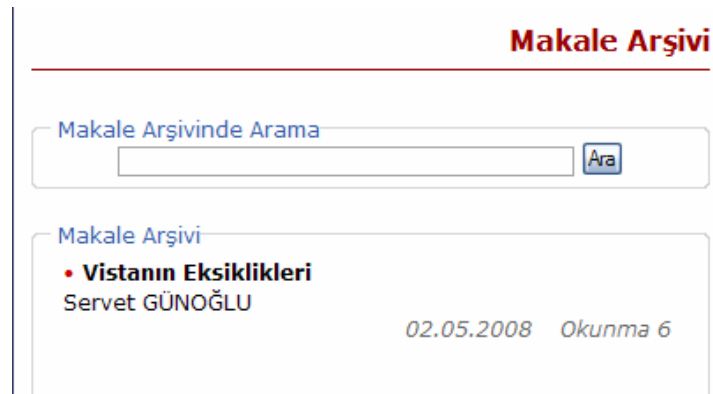 Makale Arşivi
Makale Arşivinde Arama
Ara
Makale Arşivi
• Vistanın Eksiklikleri
Servet GÜNOĞLU
02.05.2008 Okunma 6